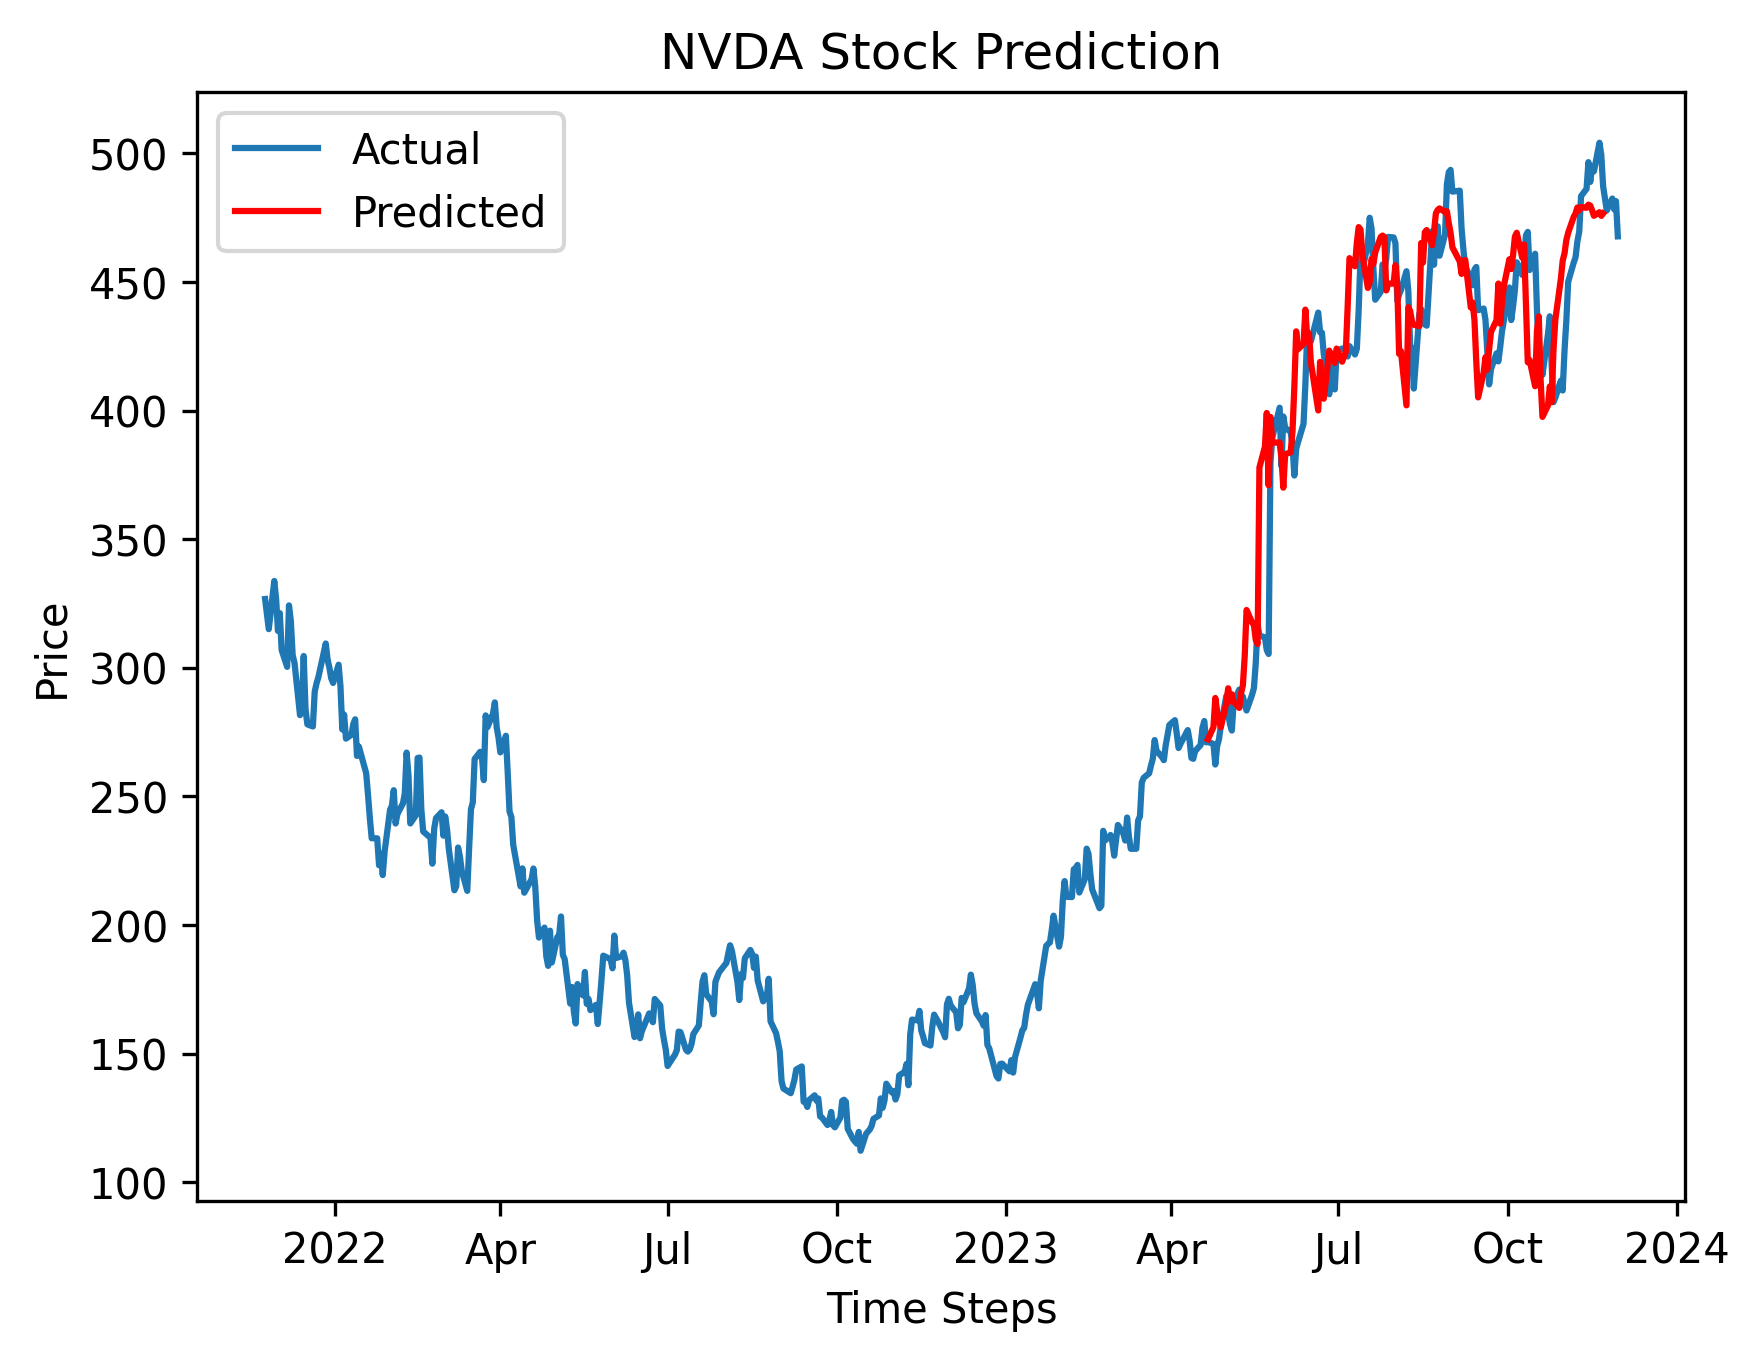 NVDA Stock Prediction
Actual
Predicted
500
450
400
350
300
250
200
150
100
Price
2022 Apr Jul Oct 2023 Apr Jul Oct 2024
Time Steps